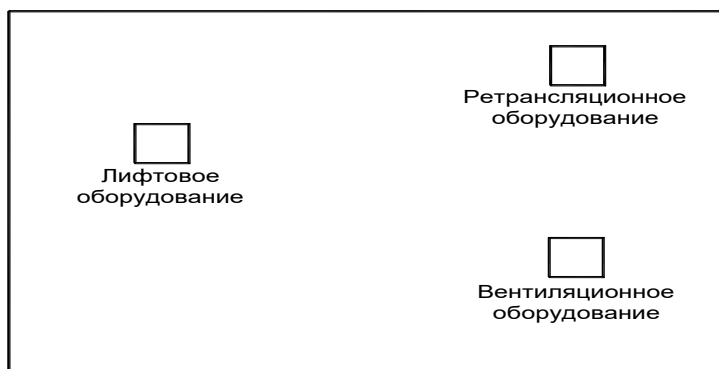 Ретрансляционное
оборудование
Лифтовое
оборудование
Вентиляционное
оборудование